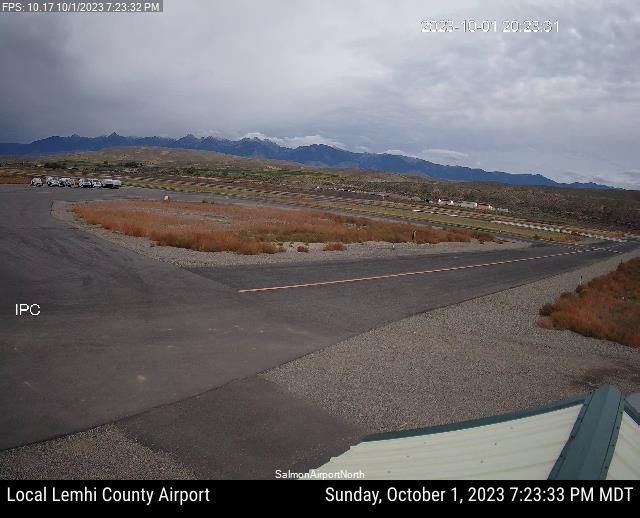 FPS: 10.17 10/1/2023 7:23:32 PM
2023-10-01 20:23:31
IPC
SalmonAirportNorth
Local Lemhi County Airport Sunday, October 1, 2023 7:23:33 PM MDT